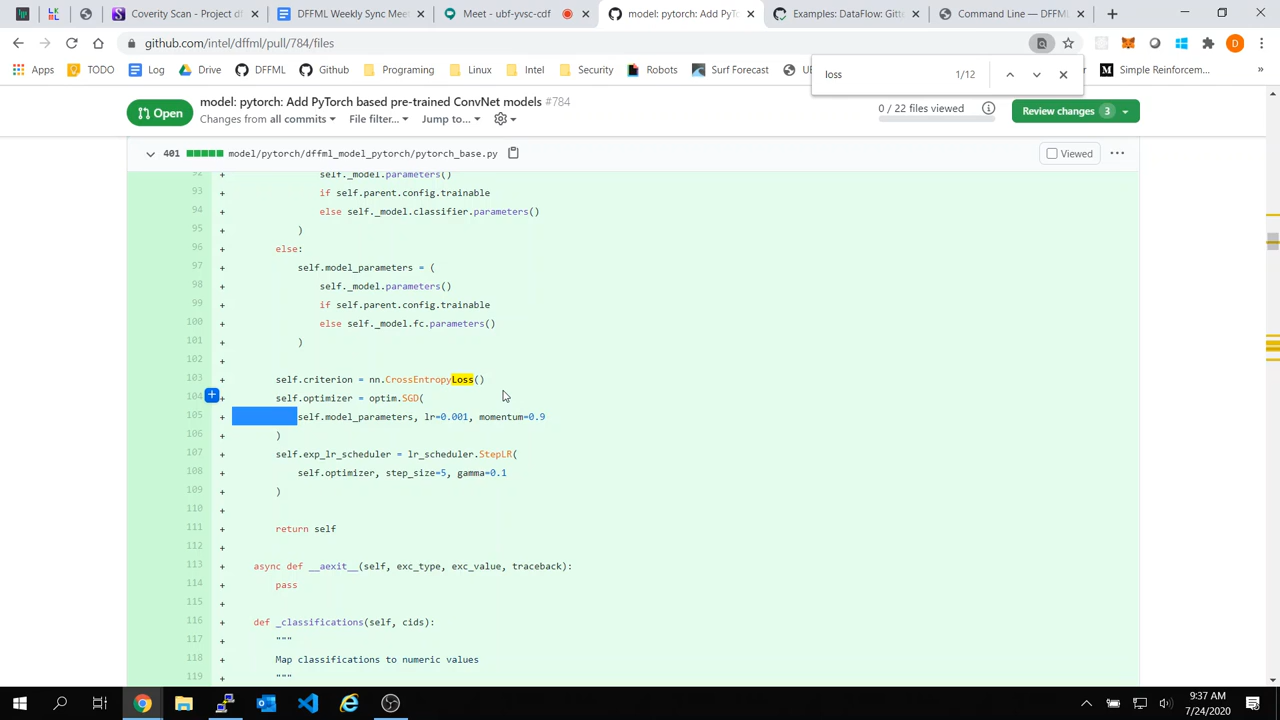 Coverity Scan - Project df
DFFML Weekly Sync Meet
Meet - ubf-yvsc-cdf
model: pytorch: Add PyTo
Examples: DataFlow: Gitte
Command Line — DFFML
github.com/intel/dffml/pull/784/files
D
Apps
TODO
Log
Drive
DFFML
Github
Programing
Linux
Intel
Security
Robots
Surf Forecast
Simple Requiremen...
loss
1/12
Open
model: pytorch: Add PyTorch based pre-trained ConvNet models #784
Changes from all commits
File filter...
Jump to...
0 / 22 files viewed
Review changes 3
401 model/pytorch/dffml_model_pytorch/pytorch_base.py
Viewed
92 + self._model.parameters()
93 + if self.parent.config.trainable
94 + else self._model.classifier.parameters()
95 + )
96 + else:
97 + self.model_parameters = (
98 + self._model.parameters()
99 + if self.parent.config.trainable
100 + else self._model.fc.parameters()
101 + )
102 +
103 + self.criterion = nn.CrossEntropyLoss()
104 + self.optimizer = optim.SGD(
105 + self.model_parameters, lr=0.001, momentum=0.9
106 + )
107 + self.exp_lr_scheduler = lr_scheduler.StepLR(
108 + self.optimizer, step_size=5, gamma=0.1
109 + )
110 +
111 + return self
112 +
113 + async def __aexit__(self, exc_type, exc_value, traceback):
114 + pass
115 +
116 + def _classifications(self, cids):
117 + """
118 + Map classifications to numeric values
119 + """
9:37 AM
7/24/2020